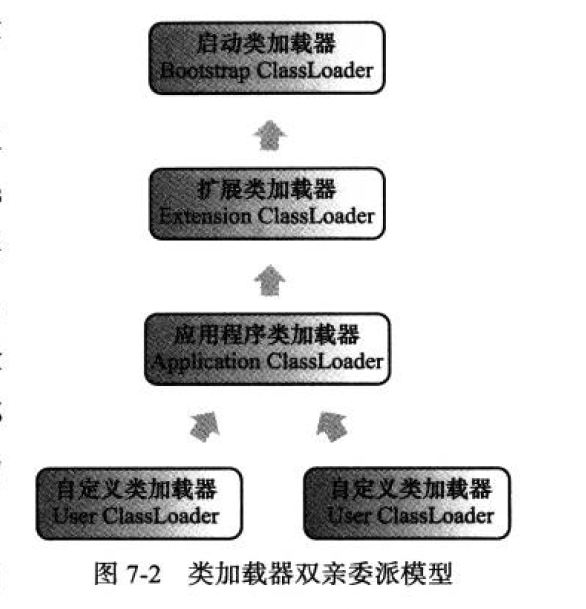 启动类加载器
Bootstrap ClassLoader
扩展类加载器
Extension ClassLoader
应用程序类加载器
Application ClassLoader
自定义类加载器
User ClassLoader
自定义类加载器
User ClassLoader
图 7-2 类加载器双亲委派模型